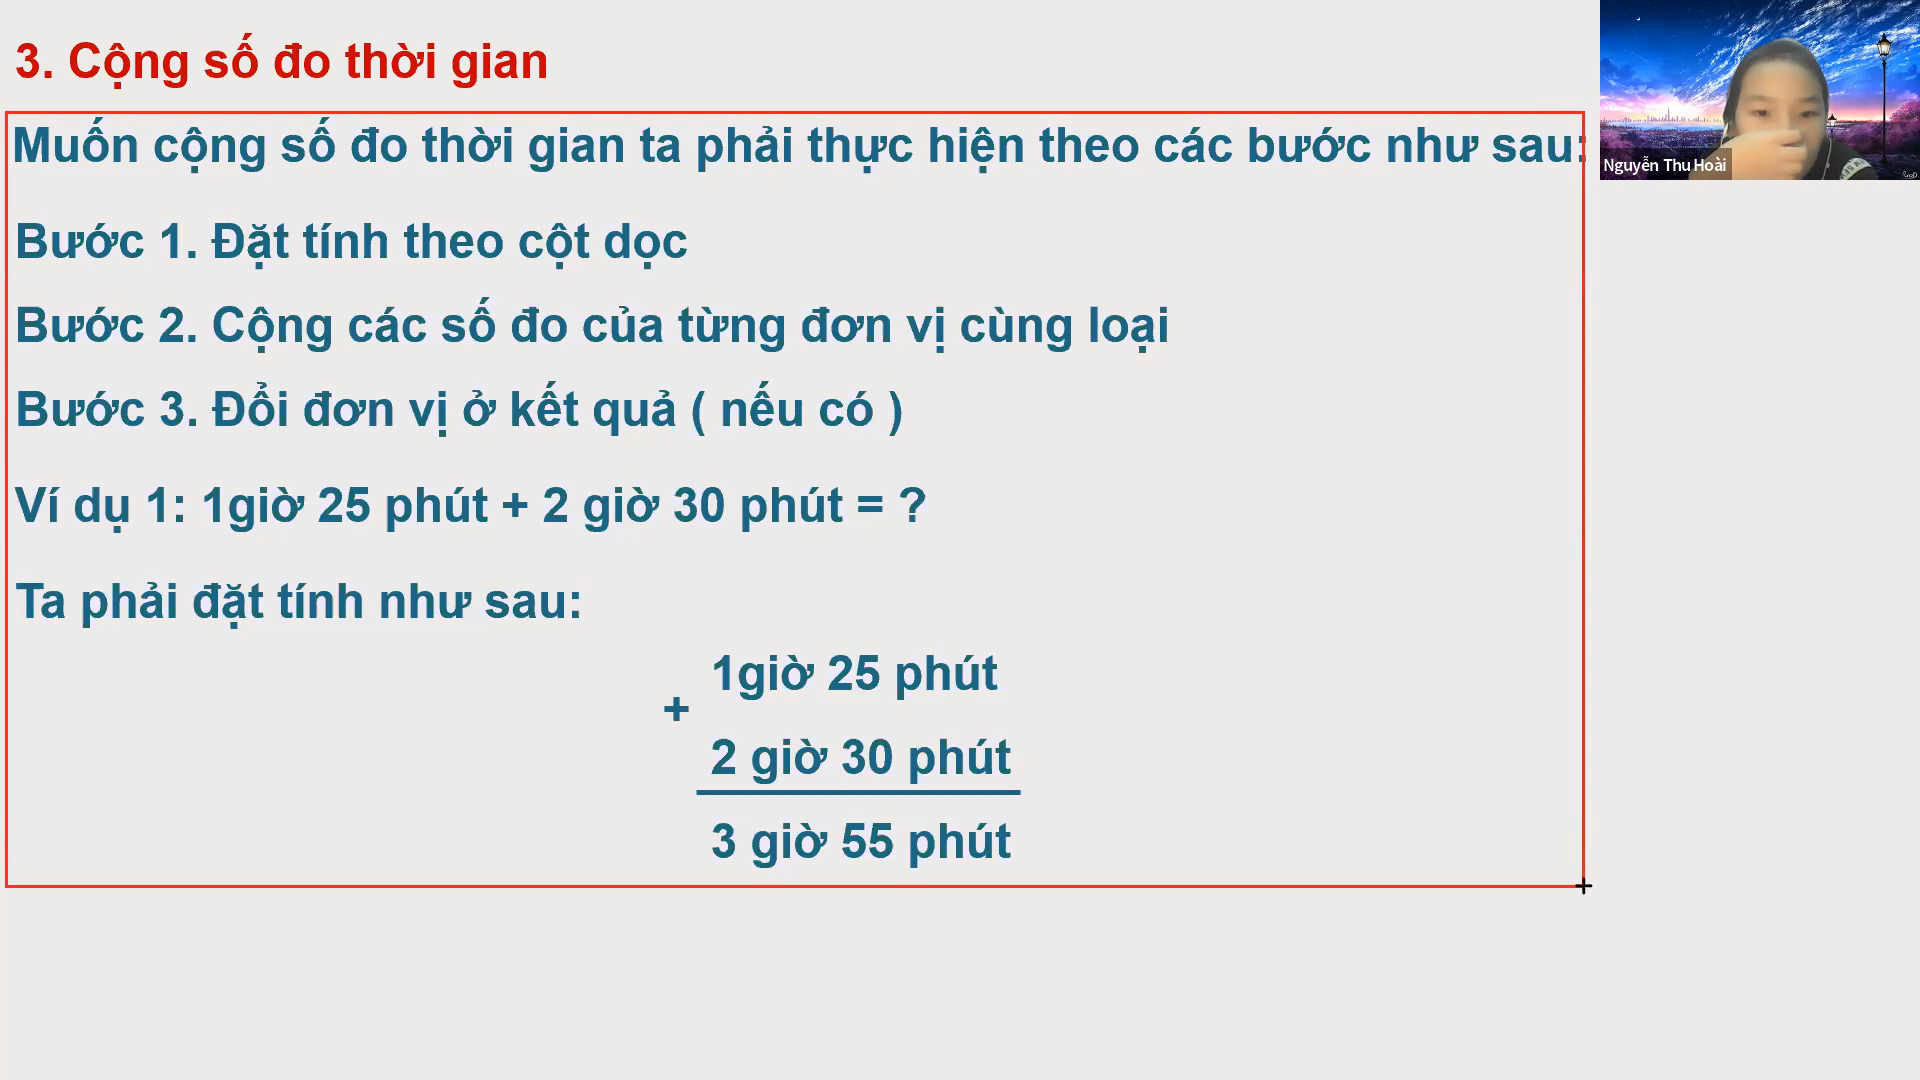 3. Cộng số đo thời gian
Muốn cộng số đo thời gian ta phải thực hiện theo các bước như sau:
Bước 1. Đặt tính theo cột dọc
Bước 2. Cộng các số đo của từng đơn vị cùng loại
Bước 3. Đổi đơn vị ở kết quả ( nếu có )
Ví dụ 1: 1giờ 25 phút + 2 giờ 30 phút = ?
Ta phải đặt tính như sau:
1giờ 25 phút
+
2 giờ 30 phút
3 giờ 55 phút
Nguyễn Thu Hoài